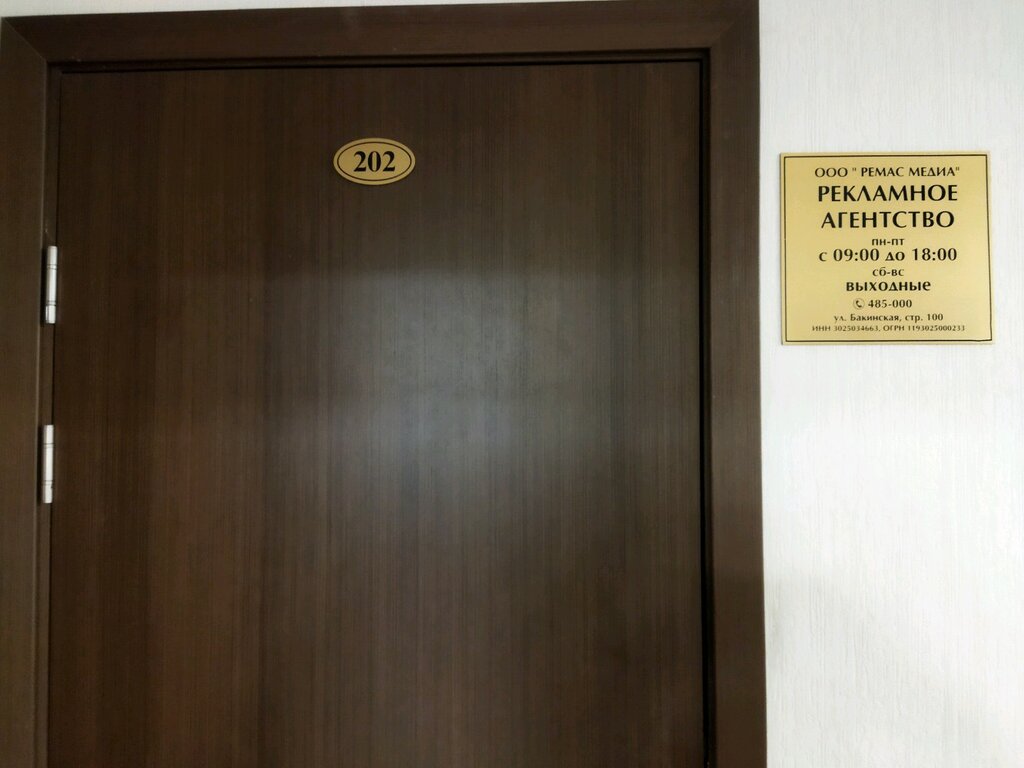 202
ООО " РЕМАС МЕДИА"
РЕКЛАМНОЕ
АГЕНТСТВО
пн-пт
с 09:00 до 18:00
сб-вс
выходные
485-000
ул. Бакинская, стр. 100
ИНН 3025034663, ОГРН 1193025000233